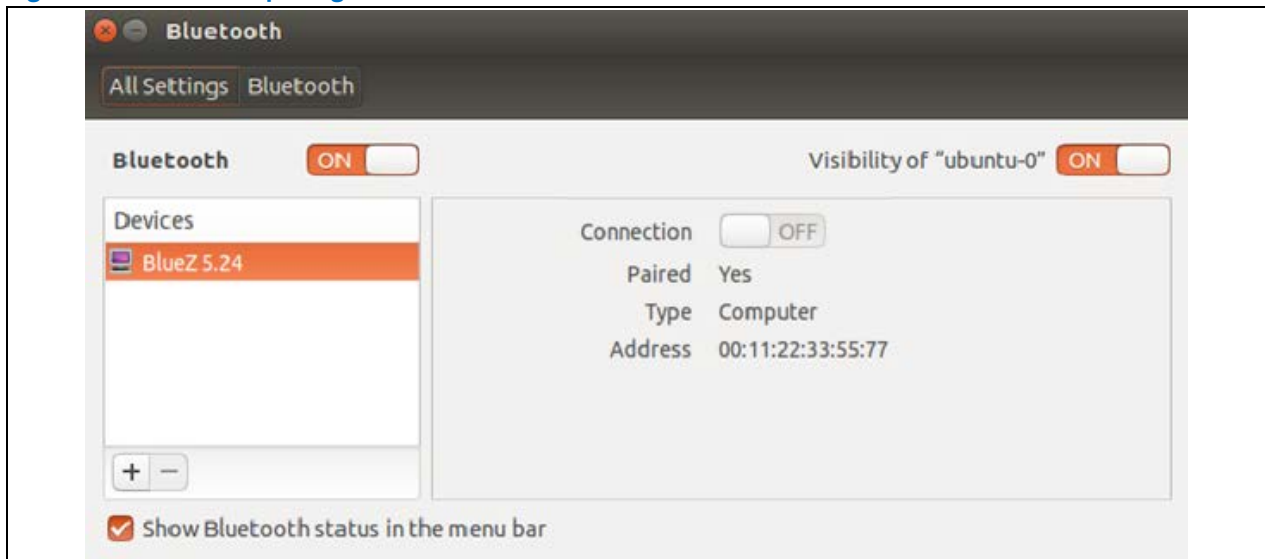 Bluetooth
All Settings Bluetooth
Bluetooth ON
Visibility of "ubuntu-0" ON
Devices
BlueZ 5.24
Connection OFF
Paired Yes
Type Computer
Address 00:11:22:33:55:77
+ −
Show Bluetooth status in the menu bar